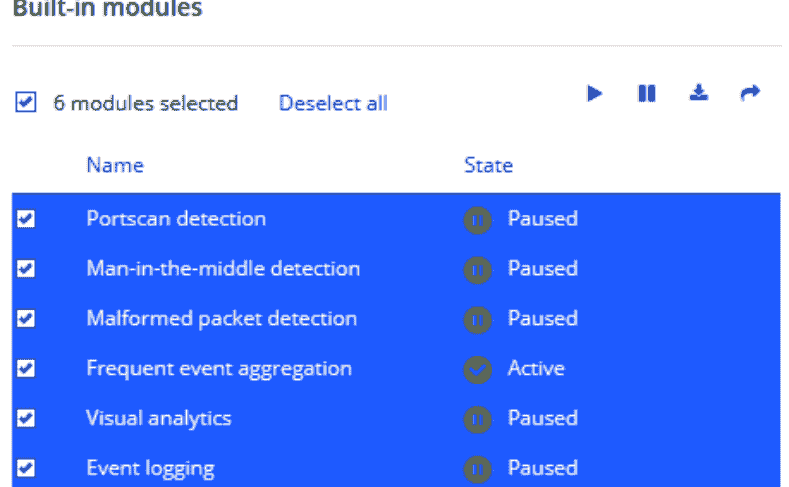 Built-in modules
6 modules selected Deselect all
Name State
Portscan detection Paused
Man-in-the-middle detection Paused
Malformed packet detection Paused
Frequent event aggregation Active
Visual analytics Paused
Event logging Paused